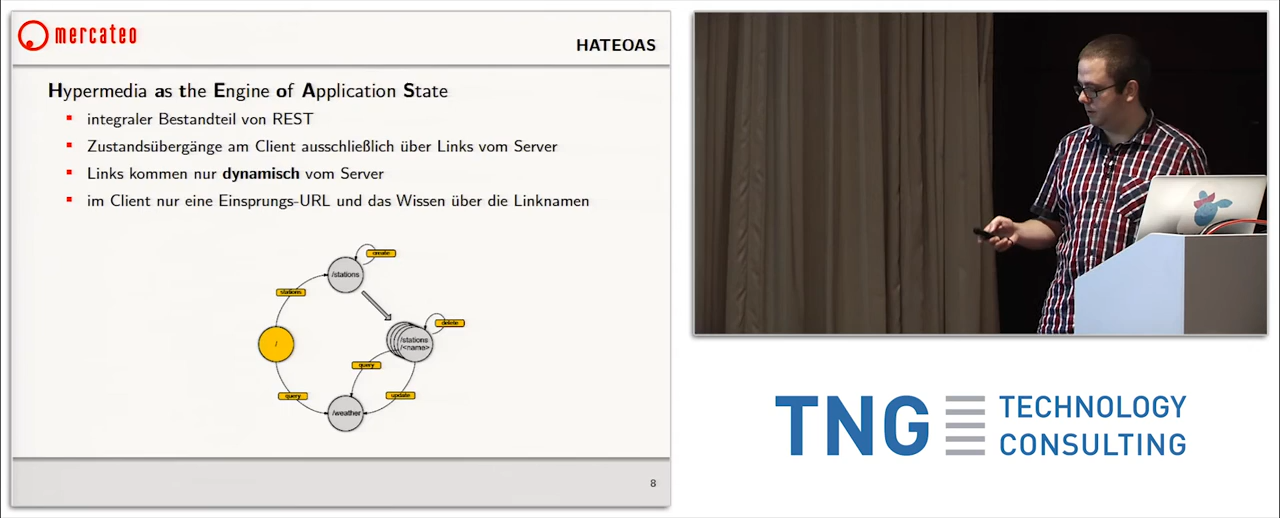 mercateo
HATEOAS
Hypermedia as the Engine of Application State
integraler Bestandteil von REST
Zustandsübergänge am Client ausschließlich über Links vom Server
Links kommen nur dynamisch vom Server
im Client nur eine Einsprungs-URL und das Wissen über die Linknamen
create
/stations
stations
delete
/
/stations
/<name>
query
query
update
/weather
8
TNG TECHNOLOGY
CONSULTING